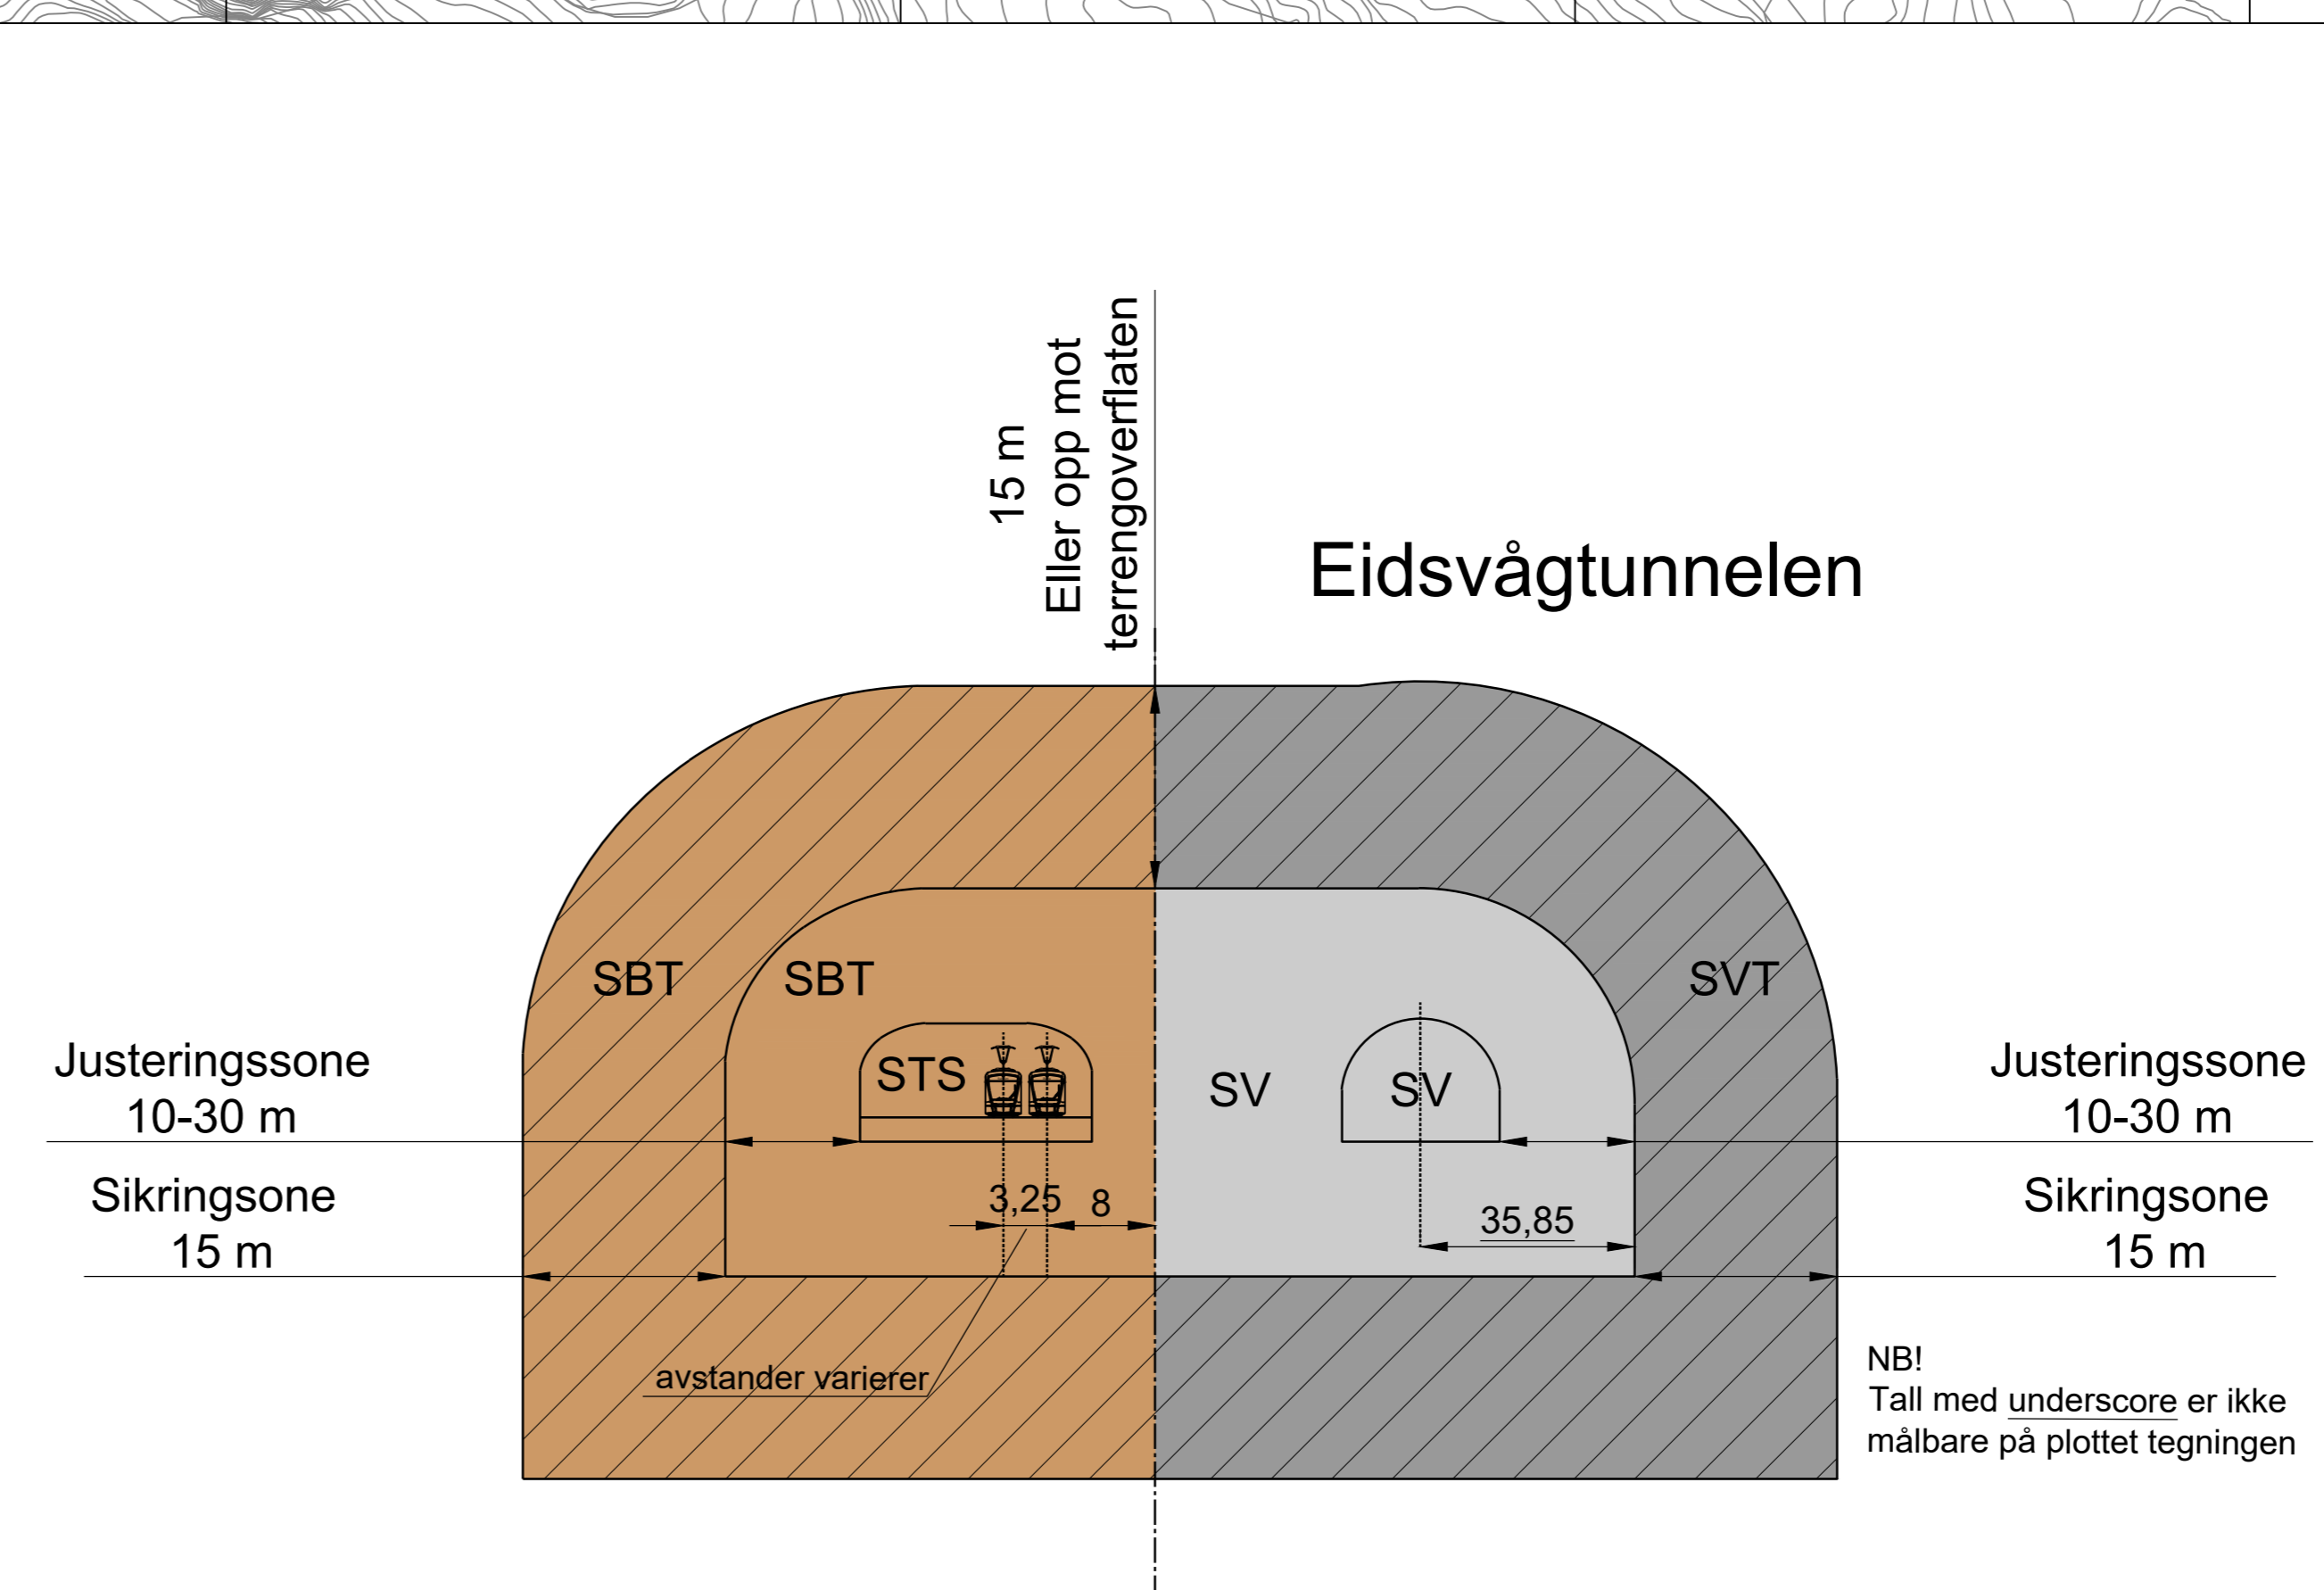 15 m
Eller opp mot
terrengoverflaten
Eidsvågtunnelen
SBT
SBT
SVT
STS
SV
SV
Justeringssone
10-30 m
Justeringssone
10-30 m
Sikringsone
15 m
3,25
8
35,85
Sikringsone
15 m
avstander varierer
NB!
Tall med underscore er ikke
målbare på plottet tegningen